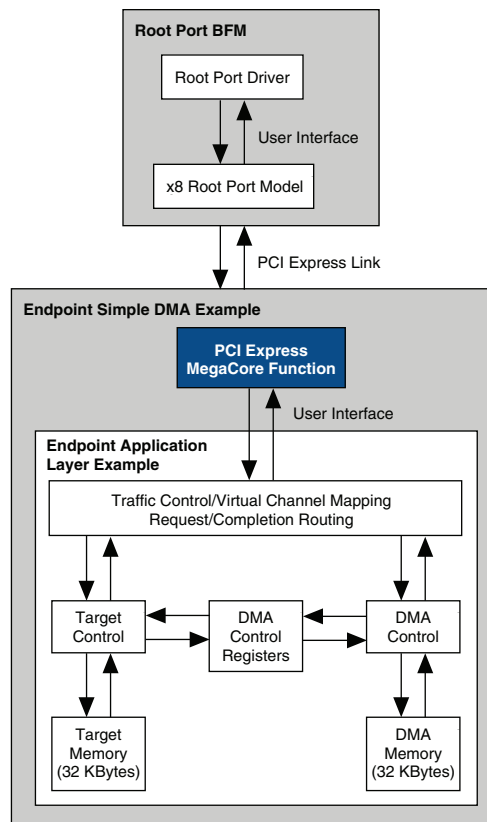 Root Port BFM
Root Port Driver
User Interface
x8 Root Port Model
PCI Express Link
Endpoint Simple DMA Example
PCI Express
MegaCore Function
User Interface
Endpoint Application
Layer Example
Traffic Control/Virtual Channel Mapping
Request/Completion Routing
Target
Control
DMA
Control
Registers
DMA
Control
Target
Memory
(32 KBytes)
DMA
Memory
(32 KBytes)